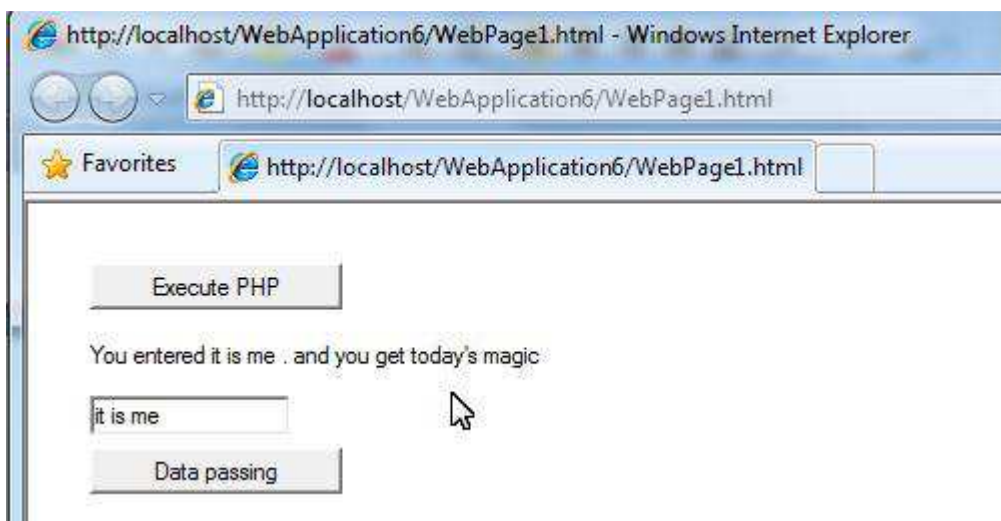 http://localhost/WebApplication6/WebPage1.html - Windows Internet Explorer
http://localhost/WebApplication6/WebPage1.html
Favorites
http://localhost/WebApplication6/WebPage1.html
Execute PHP
You entered it is me . and you get today's magic
it is me
Data passing